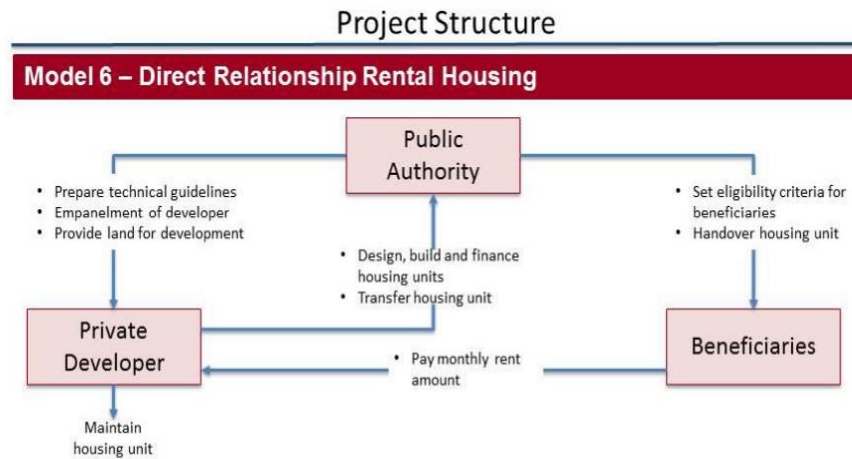 Project Structure
Model 6 – Direct Relationship Rental Housing
Public
Authority
• Prepare technical guidelines
• Empanelment of developer
• Provide land for development
• Set eligibility criteria for
beneficiaries
• Handover housing unit
• Design, build and finance
housing units
• Transfer housing unit
Private
Developer
• Pay monthly rent
amount
Beneficiaries
Maintain
housing unit